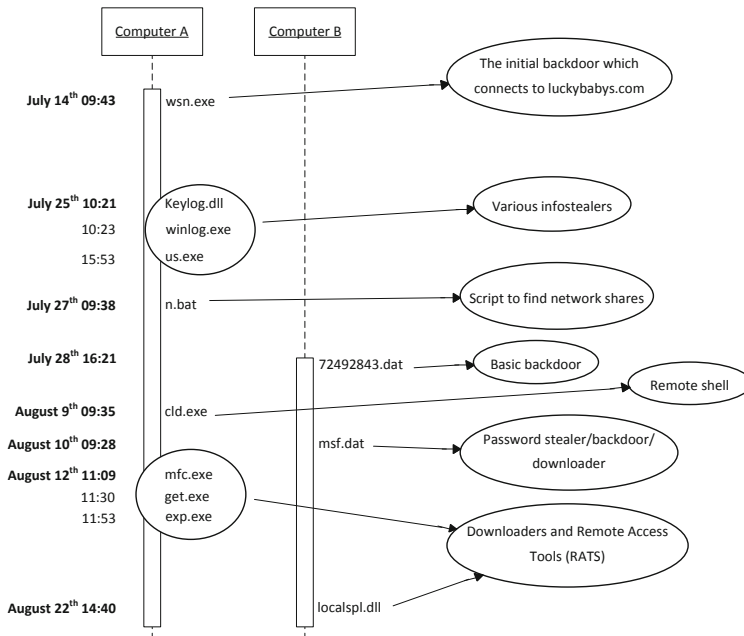 Computer A
Computer B
The initial backdoor which
connects to luckybabys.com
July 14th 09:43
wsn.exe
July 25th 10:21
Keylog.dll
Various infostealers
10:23
winlog.exe
15:53
us.exe
July 27th 09:38
n.bat
Script to find network shares
July 28th 16:21
72492843.dat
Basic backdoor
Remote shell
August 9th 09:35
cld.exe
August 10th 09:28
msf.dat
Password stealer/backdoor/
downloader
August 12th 11:09
mfc.exe
11:30
get.exe
11:53
exp.exe
Downloaders and Remote Access
Tools (RATS)
August 22th 14:40
localspl.dll